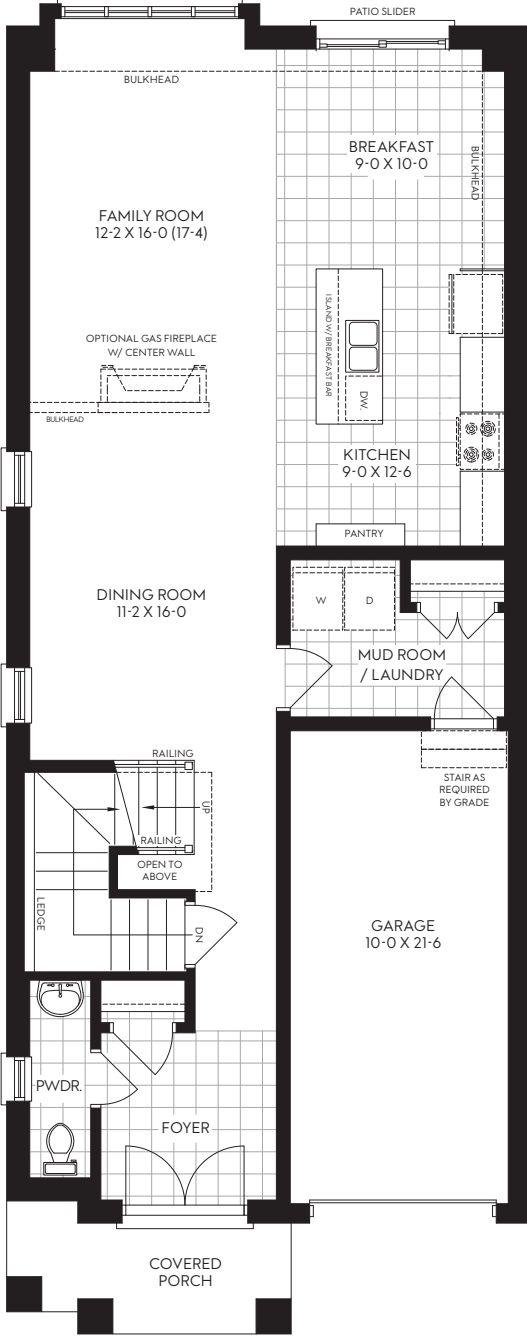 PATIO SLIDER
BULKHEAD
BREAKFAST
9-0 X 10-0
BULKHEAD
FAMILY ROOM
12-2 X 16-0 (17-4)
ISLAND W/ BREAKFAST BAR
OPTIONAL GAS FIREPLACE
W/ CENTER WALL
DW.
BULKHEAD
KITCHEN
9-0 X 12-6
PANTRY
DINING ROOM
11-2 X 16-0
W
D
MUD ROOM
/ LAUNDRY
RAILING
STAIR AS
REQUIRED
BY GRADE
UP
RAILING
OPEN TO
ABOVE
LEDGE
DN
GARAGE
10-0 X 21-6
PWDR.
FOYER
COVERED
PORCH